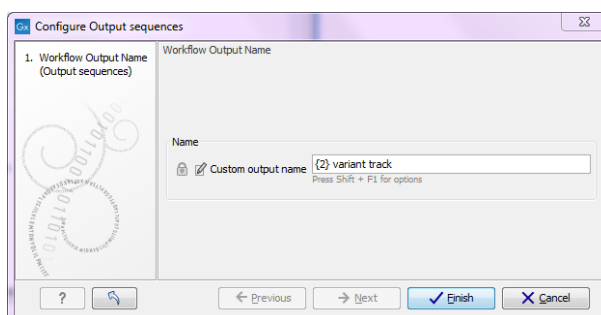 Gx Configure Output sequences
1. Workflow Output Name
(Output sequences)
Workflow Output Name
Name
Custom output name {2} variant track
Press Shift + F1 for options
? Previous Next Finish Cancel